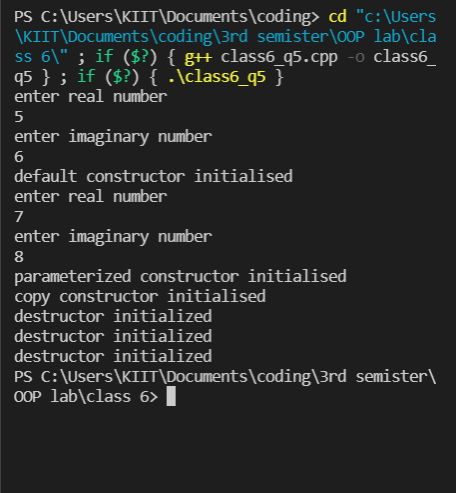 PS C:\Users\KIIT\Documents\coding> cd "c:\Users
\KIIT\Documents\coding\3rd semister\OOP lab\cla
ss 6\" ; if ($?) { g++ class6_q5.cpp -o class6_
q5 } ; if ($?) { .\class6_q5 }
enter real number
5
enter imaginary number
6
default constructor initialised
enter real number
7
enter imaginary number
8
parameterized constructor initialised
copy constructor initialised
destructor initialized
destructor initialized
destructor initialized
PS C:\Users\KIIT\Documents\coding\3rd semister\
OOP lab\class 6>